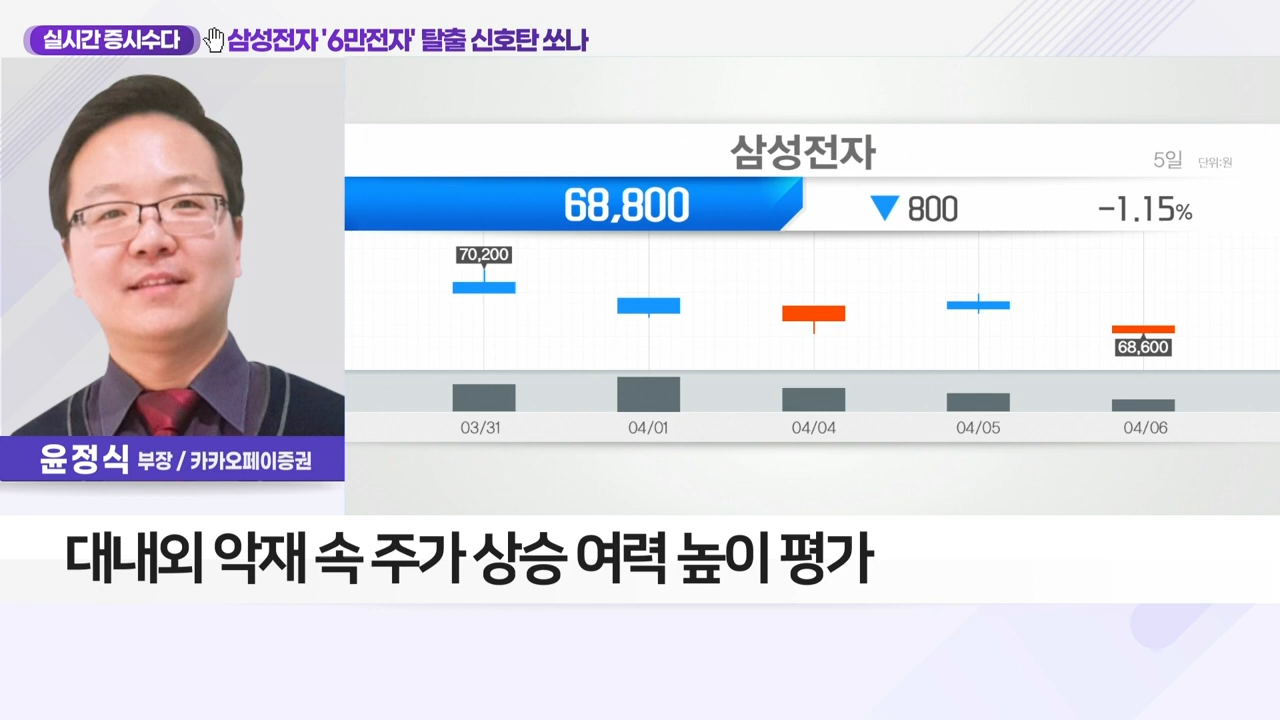 실시간 증시수다 삼성전자 '6만전자' 탈출 신호탄 쏘나
삼성전자
5일 단위:원
68,800 ▼ 800 -1.15%
70,200
68,600
03/31 04/01 04/04 04/05 04/06
윤정식 부장 / 카카오페이증권
대내외 악재 속 주가 상승 여력 높이 평가